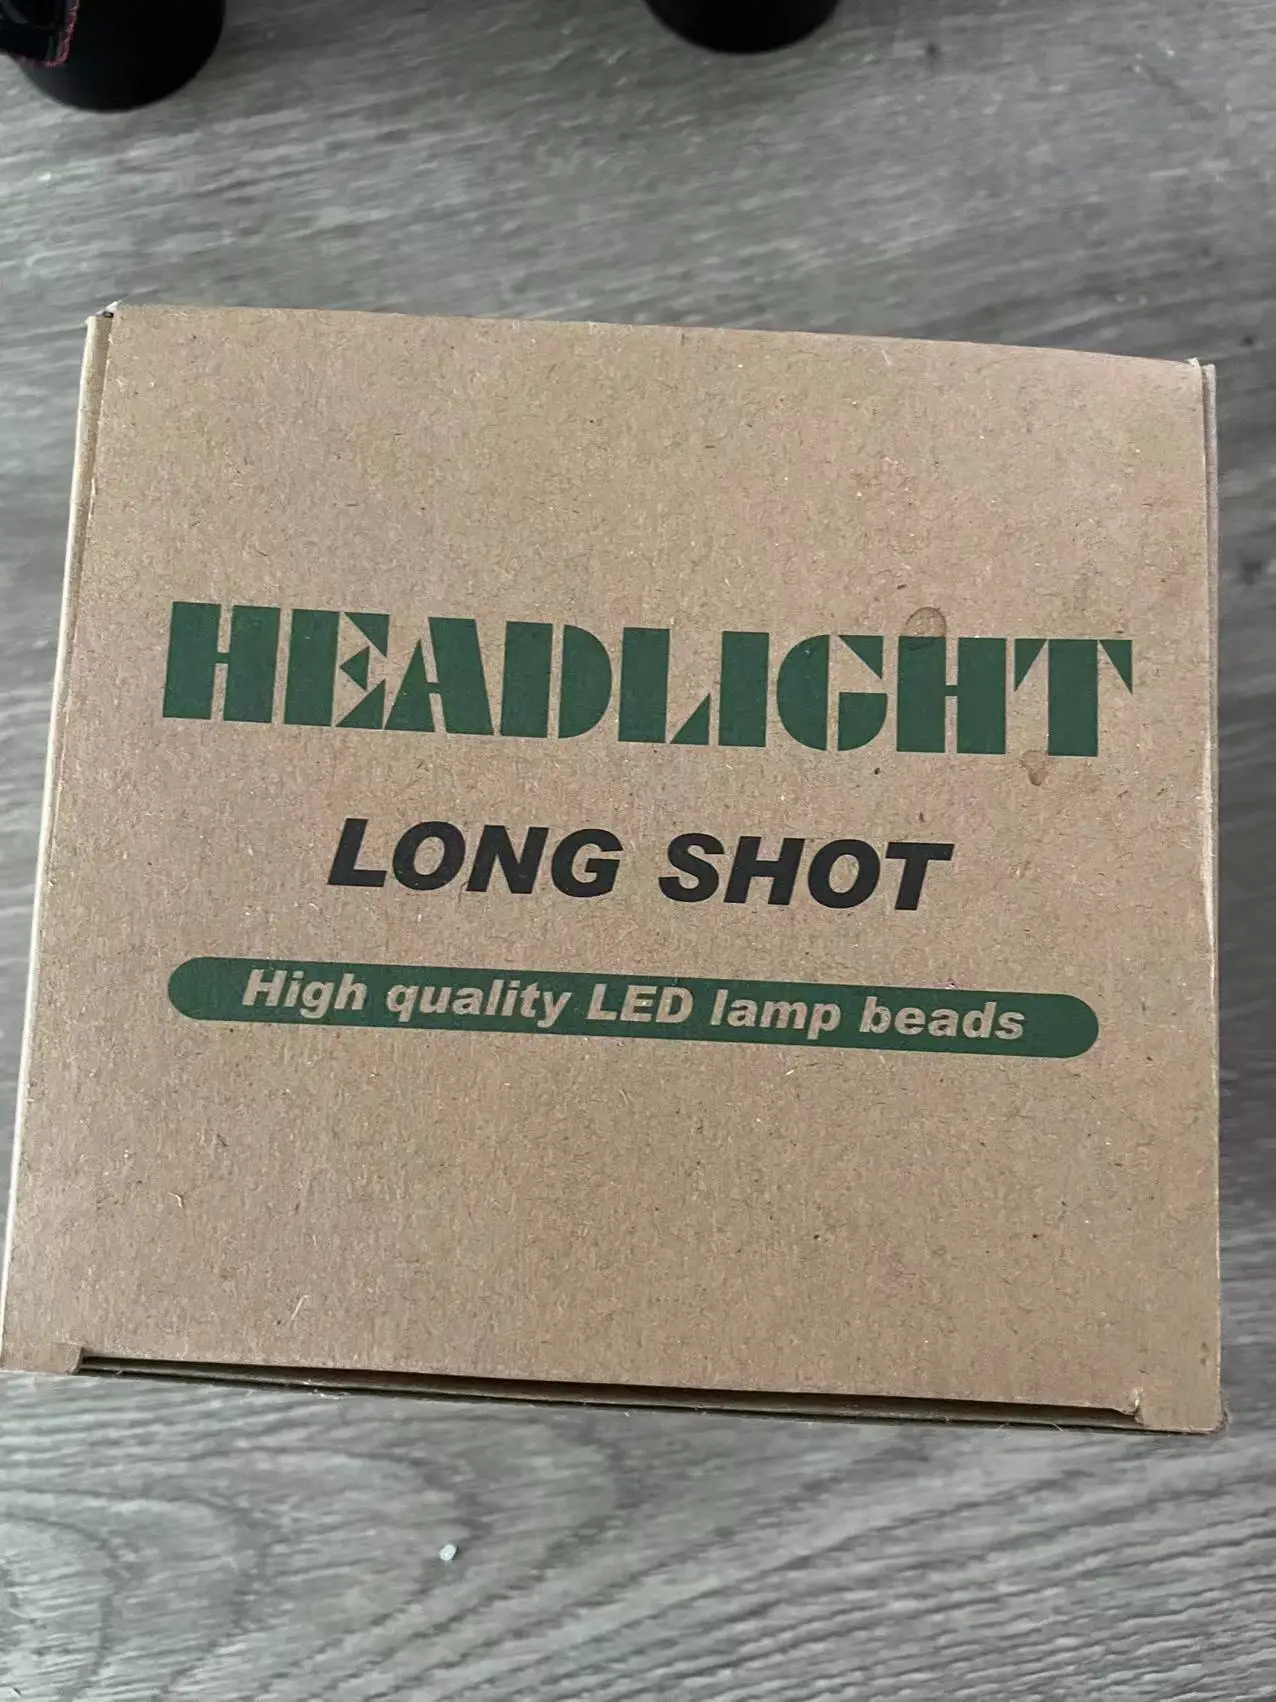 HEADLIGHT
LONG SHOT
High quality LED lamp beads